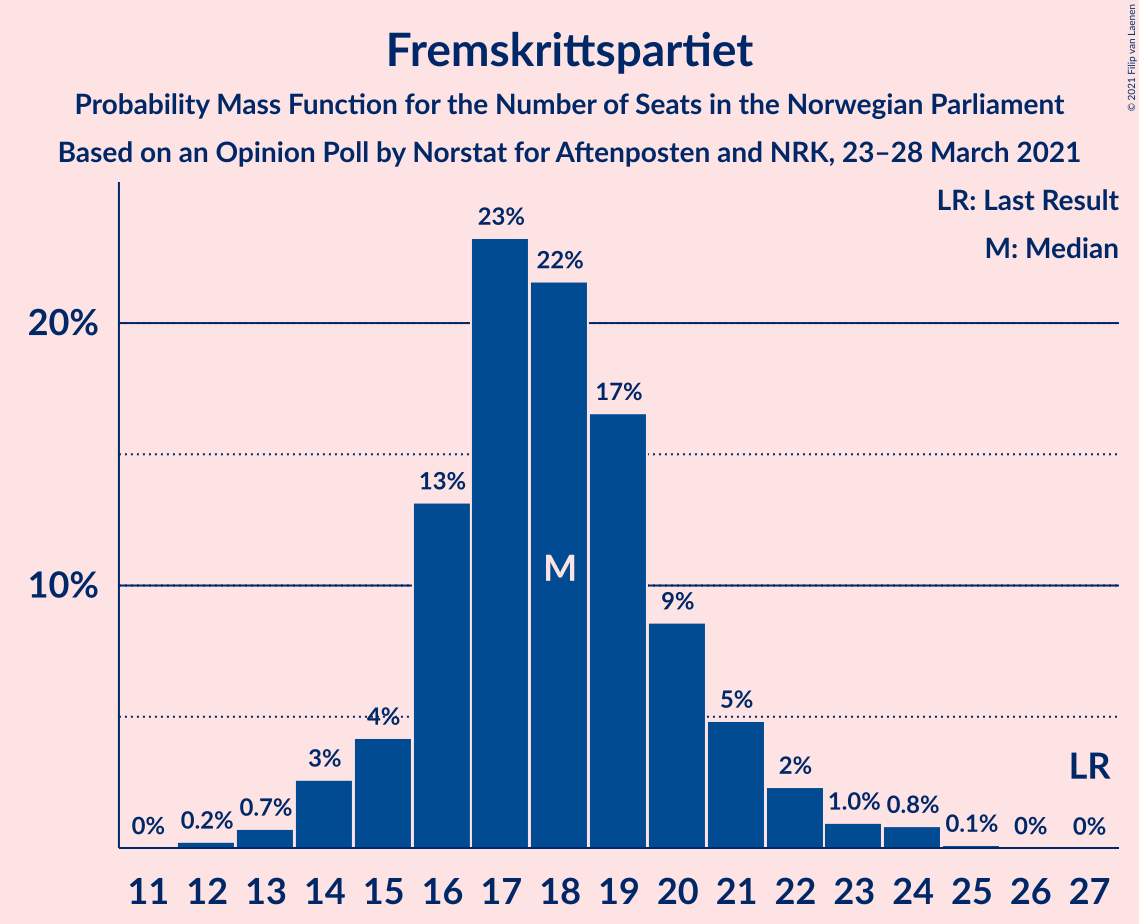 Fremskrittspartiet
Probability Mass Function for the Number of Seats in the Norwegian Parliament
Based on an Opinion Poll by Norstat for Aftenposten and NRK, 23–28 March 2021
© 2021 Filip van Laenen
LR: Last Result
M: Median
20%
10%
0%
0.2%
0.7%
3%
4%
13%
23%
22%
17%
9%
5%
2%
1.0%
0.8%
0.1%
0%
0%
M
LR
11 12 13 14 15 16 17 18 19 20 21 22 23 24 25 26 27